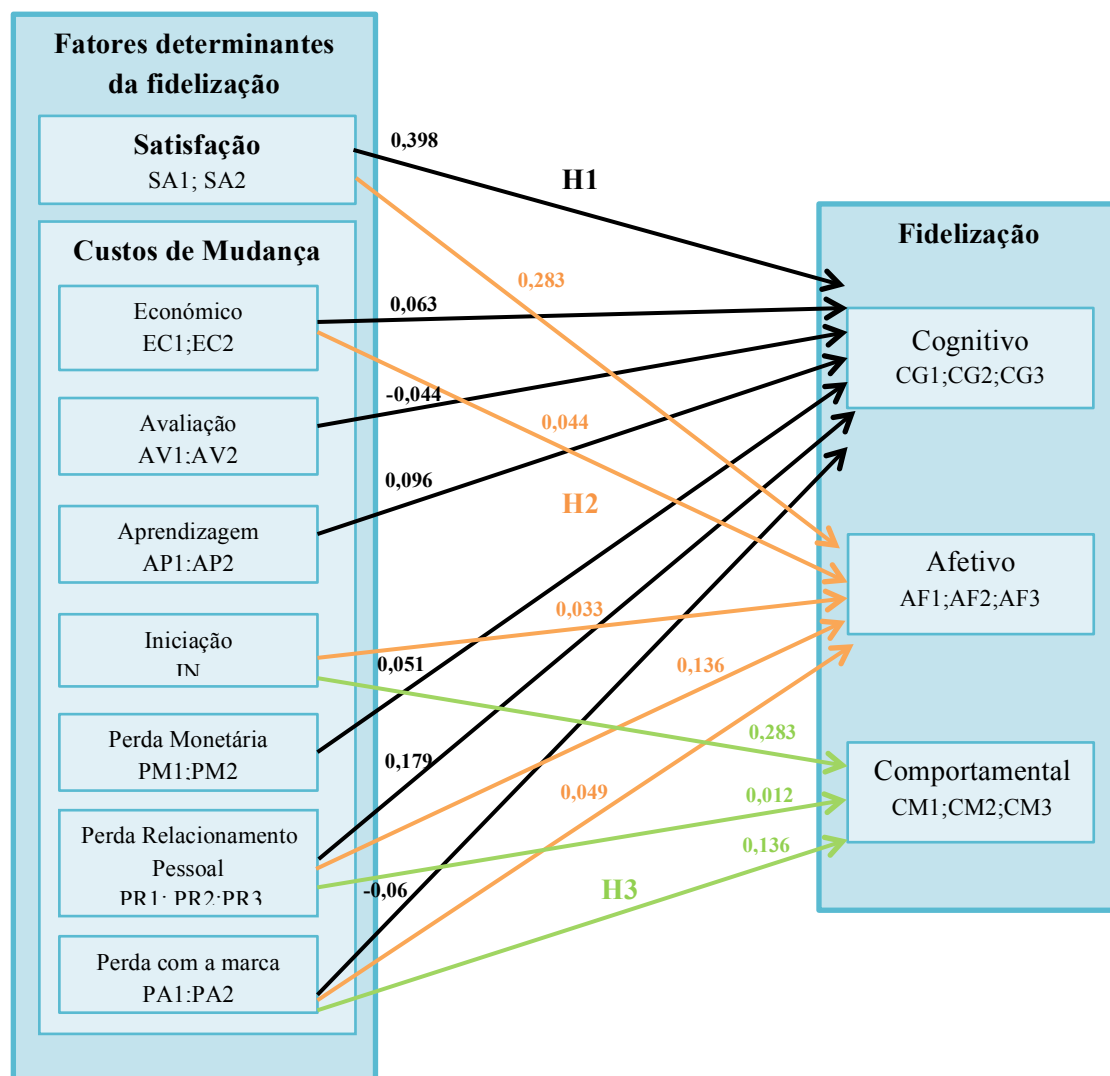 Fatores determinantes
da fidelização
Satisfação
SA1; SA2
Custos de Mudança
Económico
EC1;EC2
Avaliação
AV1;AV2
Aprendizagem
AP1;AP2
Iniciação
IN
Perda Monetária
PM1;PM2
Perda Relacionamento
Pessoal
PR1; PR2;PR3
Perda com a marca
PA1;PA2
0,398
H1
0,283
0,063
-0,044
0,044
0,096
H2
0,033
0,051
0,136
0,283
0,179
0,049
0,012
0,136
-0,06
H3
Fidelização
Cognitivo
CG1;CG2;CG3
Afetivo
AF1;AF2;AF3
Comportamental
CM1;CM2;CM3